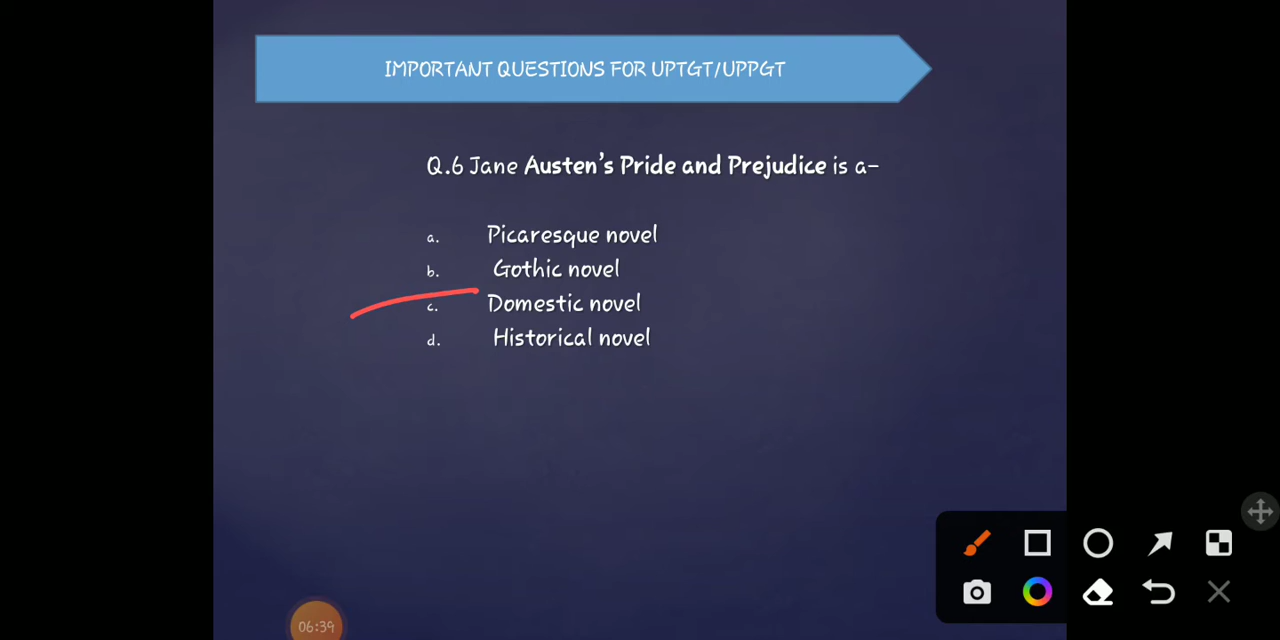 IMPORTANT QUESTIONS FOR UPTGT/UPPGT
Q.6 Jane Austen's Pride and Prejudice is a-
a. Picaresque novel
b. Gothic novel
c. Domestic novel
d. Historical novel
06:39